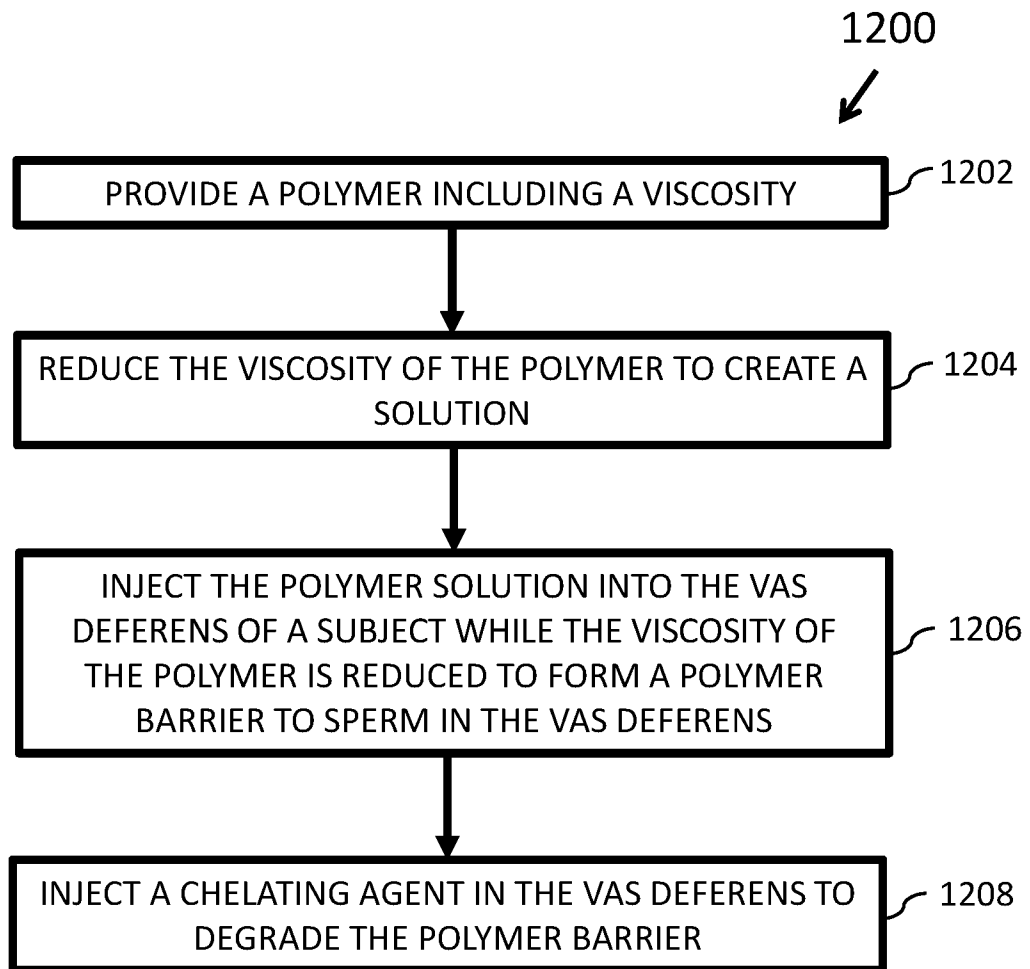 1200
PROVIDE A POLYMER INCLUDING A VISCOSITY
1202
REDUCE THE VISCOSITY OF THE POLYMER TO CREATE A
SOLUTION
1204
INJECT THE POLYMER SOLUTION INTO THE VAS
DEFERENS OF A SUBJECT WHILE THE VISCOSITY OF
THE POLYMER IS REDUCED TO FORM A POLYMER
BARRIER TO SPERM IN THE VAS DEFERENS
1206
INJECT A CHELATING AGENT IN THE VAS DEFERENS TO
DEGRADE THE POLYMER BARRIER
1208